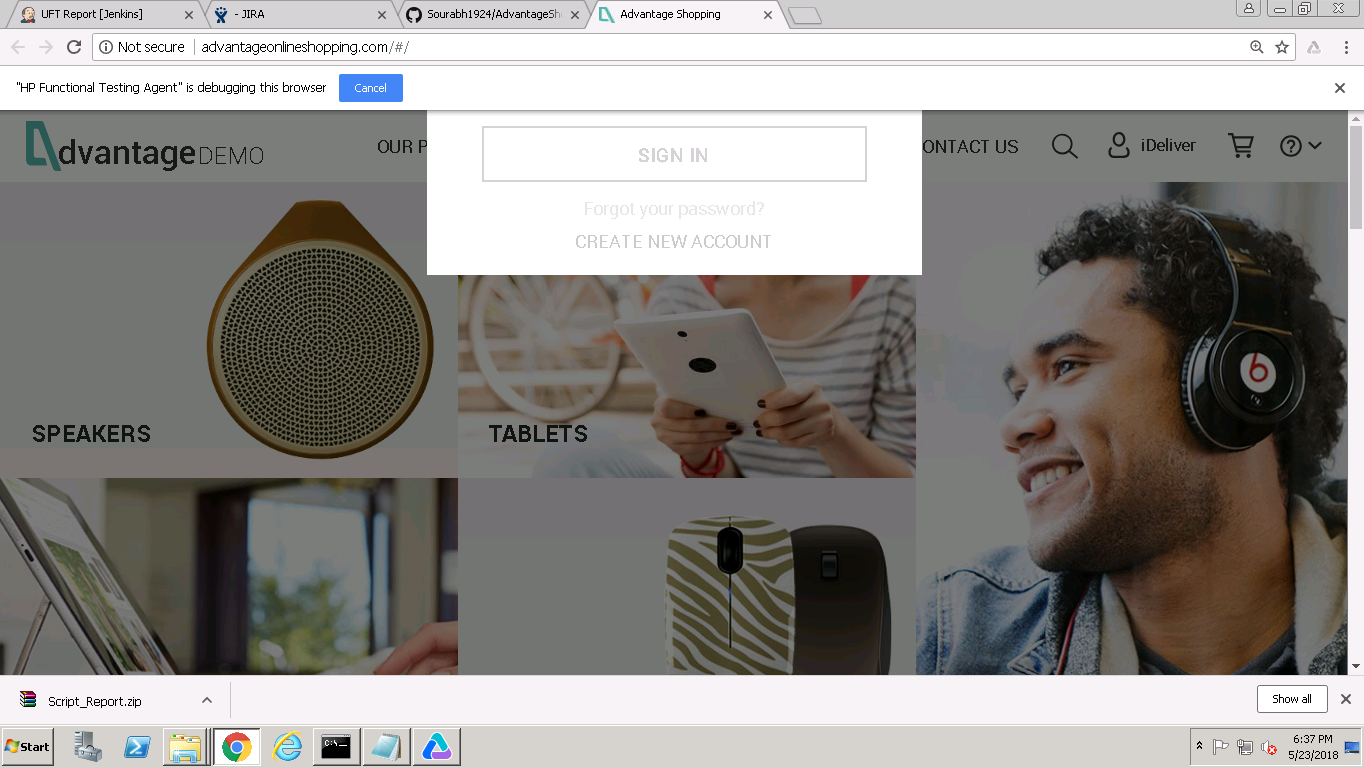 UFT Report [Jenkins]
- JIRA
Sourabh1924/AdvantageSh
Advantage Shopping
Not secure
advantageonlineshopping.com/#/
"HP Functional Testing Agent" is debugging this browser
Cancel
dvantage DEMO
OUR P
ONTACT US
iDeliver
SIGN IN
Forgot your password?
CREATE NEW ACCOUNT
SPEAKERS
TABLETS
b
Script_Report.zip
Show all
Start
C:\._
6:37 PM
5/23/2018